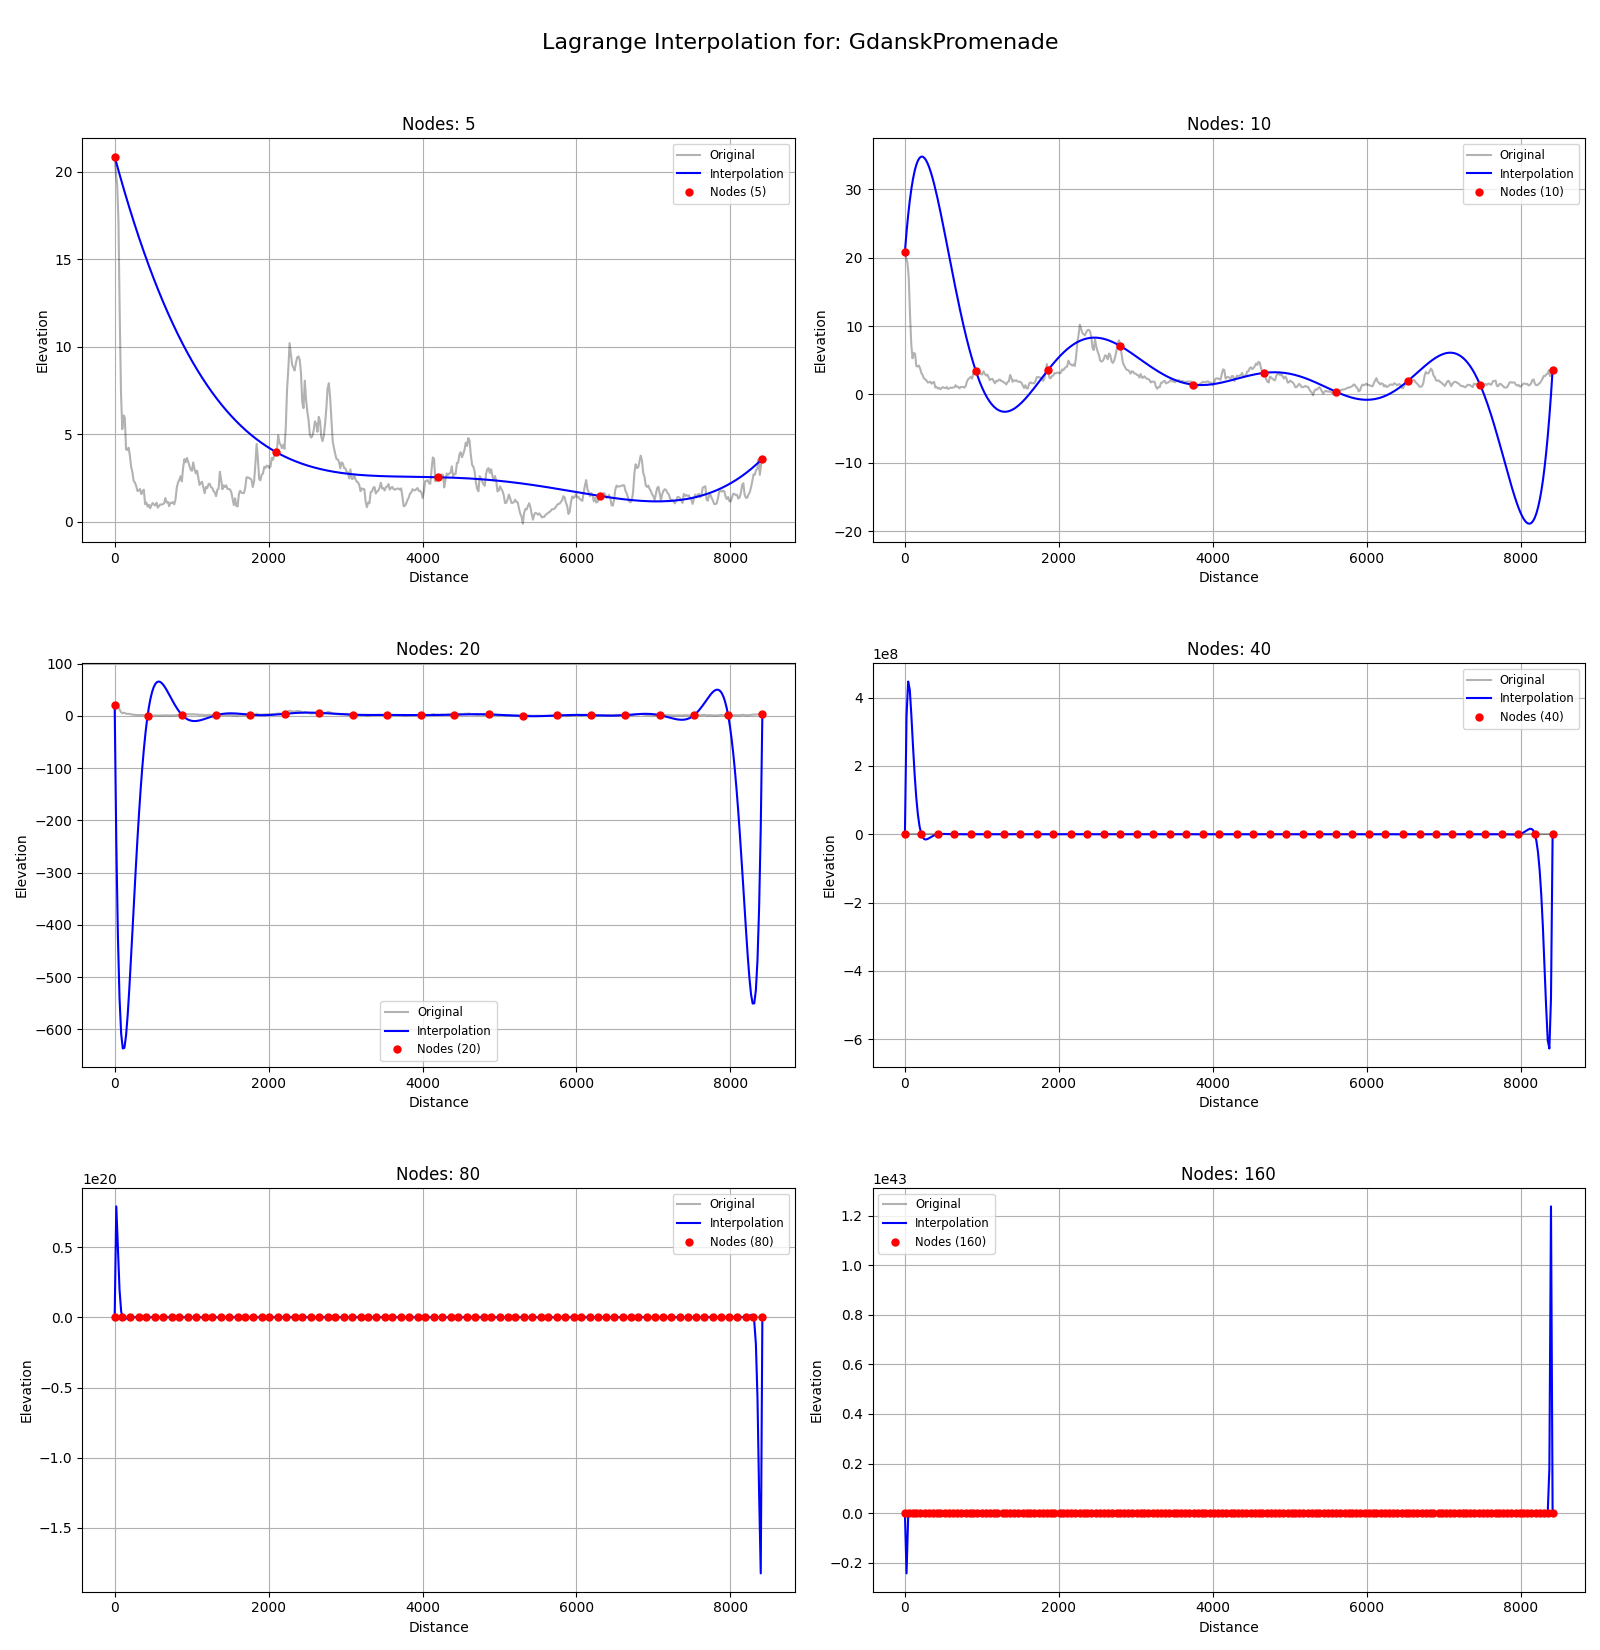 Lagrange Interpolation for: GdanskPromenade
Nodes: 5
Original
Interpolation
Nodes (5)
20
15
10
5
0
Elevation
0 2000 4000 6000 8000
Distance
Nodes: 10
Original
Interpolation
Nodes (10)
30
20
10
0
−10
−20
Elevation
0 2000 4000 6000 8000
Distance
Nodes: 20
100
0
−100
−200
−300
−400
−500
−600
Elevation
Original
Interpolation
Nodes (20)
0 2000 4000 6000 8000
Distance
Nodes: 40
1e8
Original
Interpolation
Nodes (40)
4
2
0
−2
−4
−6
Elevation
0 2000 4000 6000 8000
Distance
Nodes: 80
1e20
Original
Interpolation
Nodes (80)
0.5
0.0
−0.5
−1.0
−1.5
Elevation
0 2000 4000 6000 8000
Distance
Nodes: 160
1e43
Original
Interpolation
Nodes (160)
1.2
1.0
0.8
0.6
0.4
0.2
0.0
−0.2
Elevation
0 2000 4000 6000 8000
Distance